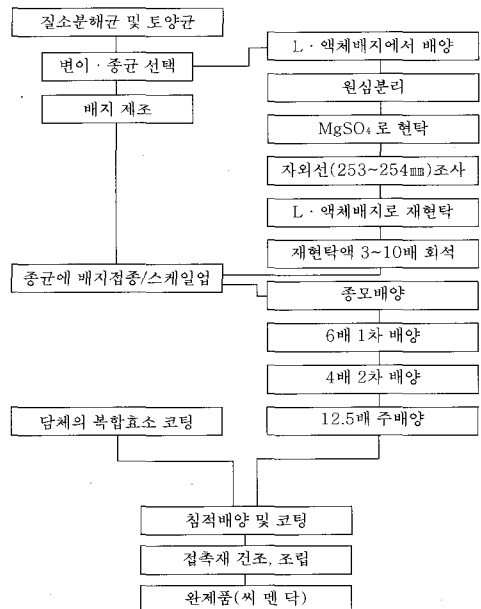 질소분해균 및 토양균
변이 · 종균 선택
배지 제조
L · 액체배지에서 배양
원심분리
MgSO₄ 로 현탁
자외선(253~254㎜)조사
L · 액체배지로 재현탁
재현탁액 3~10배 희석
종균에 배지접종/스케일업
종모배양
6배 1차 배양
4배 2차 배양
12.5배 주배양
담체의 복합효소 코팅
침적배양 및 코팅
접촉재 건조, 조립
완제품(씨 멘 닥)